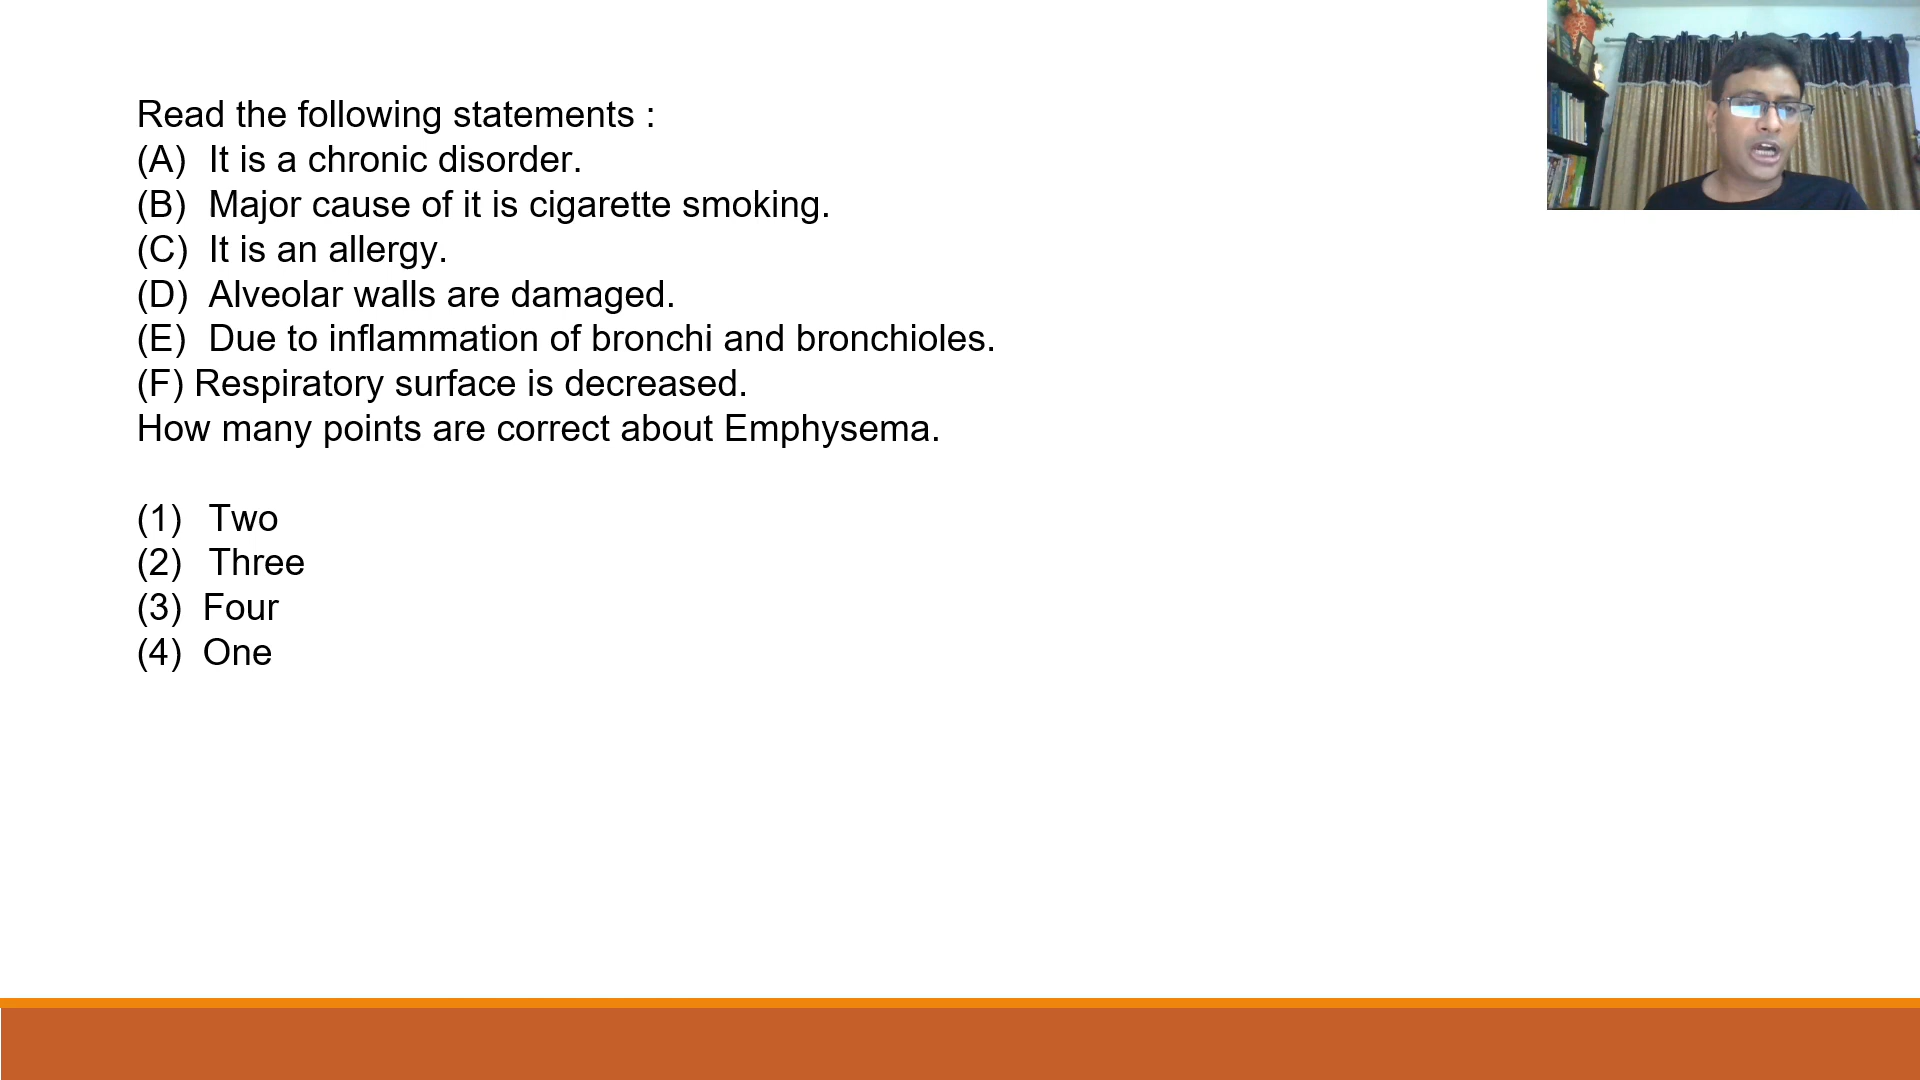 Read the following statements :
(A) It is a chronic disorder.
(B) Major cause of it is cigarette smoking.
(C) It is an allergy.
(D) Alveolar walls are damaged.
(E) Due to inflammation of bronchi and bronchioles.
(F) Respiratory surface is decreased.
How many points are correct about Emphysema.
(1) Two
(2) Three
(3) Four
(4) One